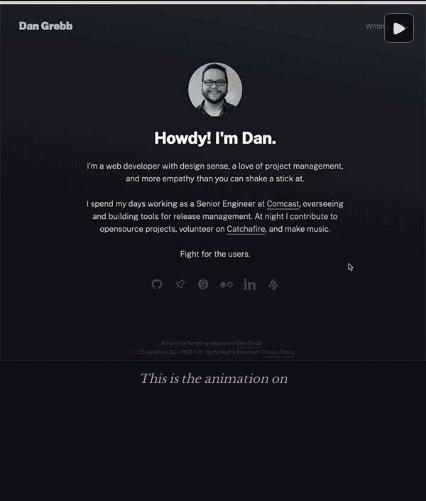 Dan Grebb
Howdy! I'm Dan.
I'm a web developer with design sense, a love of project management,
and more empathy than you can shake a stick at.
I spend my days working as a Senior Engineer at Comcast, overseeing
and building tools for release management. At night I contribute to
opensource projects, volunteer on Catchafire, and make music.
Fight for the users.
in
Privacy Policy
This is the animation on